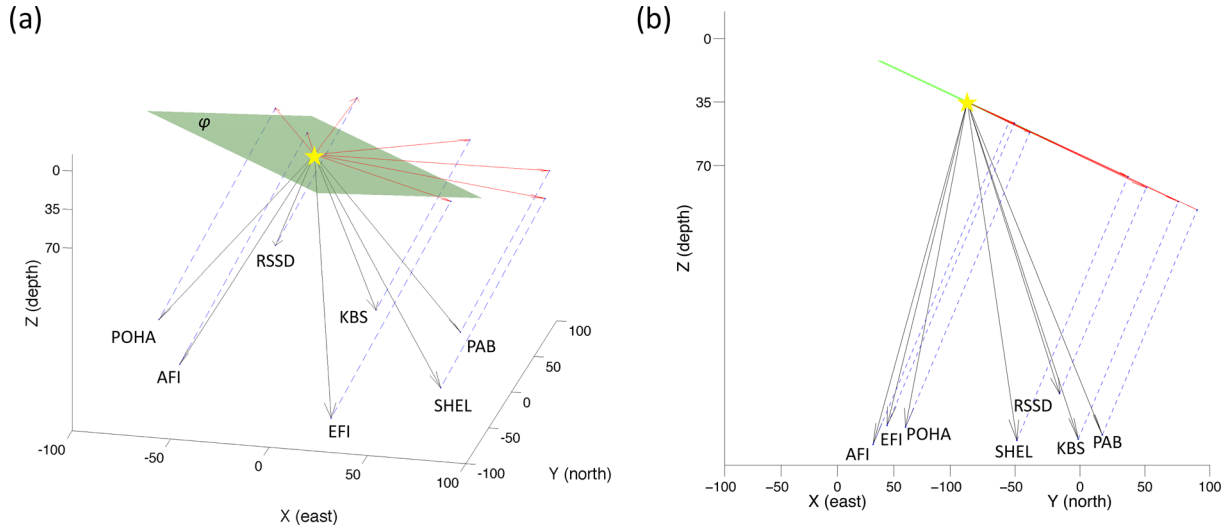 (a)
φ
0
35
70
Z (depth)
RSSD
POHA
KBS
PAB
AFI
SHEL
EFI
100
50
0
-50
-100
Y (north)
-100
-50
0
50
100
X (east)
(b)
0
35
70
Z (depth)
RSSD
AFI
EFI
POHA
SHEL
KBS
PAB
−100
−50
0
50
−100
−50
0
50
100
X (east)
Y (north)